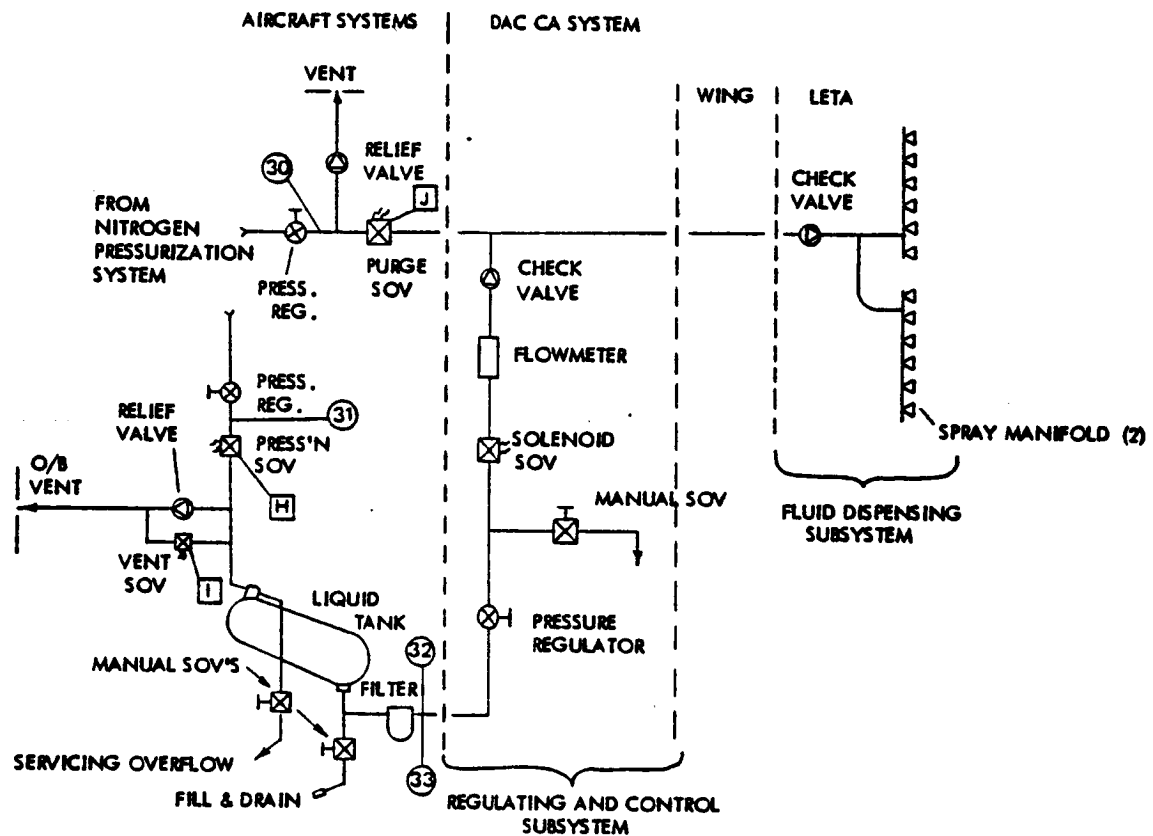 AIRCRAFT SYSTEMS
DAC CA SYSTEM
VENT
WING
LETA
30
RELIEF
VALVE
J
CHECK
VALVE
FROM
NITROGEN
PRESSURIZATION
SYSTEM
PRESS.
REG.
PURGE
SOV
CHECK
VALVE
FLOWMETER
PRESS.
REG.
31
RELIEF
VALVE
PRESS'N
SOV
SOLENOID
SOV
SPRAY MANIFOLD (2)
O/B
VENT
H
MANUAL SOV
FLUID DISPENSING
SUBSYSTEM
VENT
SOV
I
LIQUID
TANK
PRESSURE
REGULATOR
32
MANUAL SOV'S
FILTER
SERVICING OVERFLOW
33
FILL & DRAIN
REGULATING AND CONTROL
SUBSYSTEM